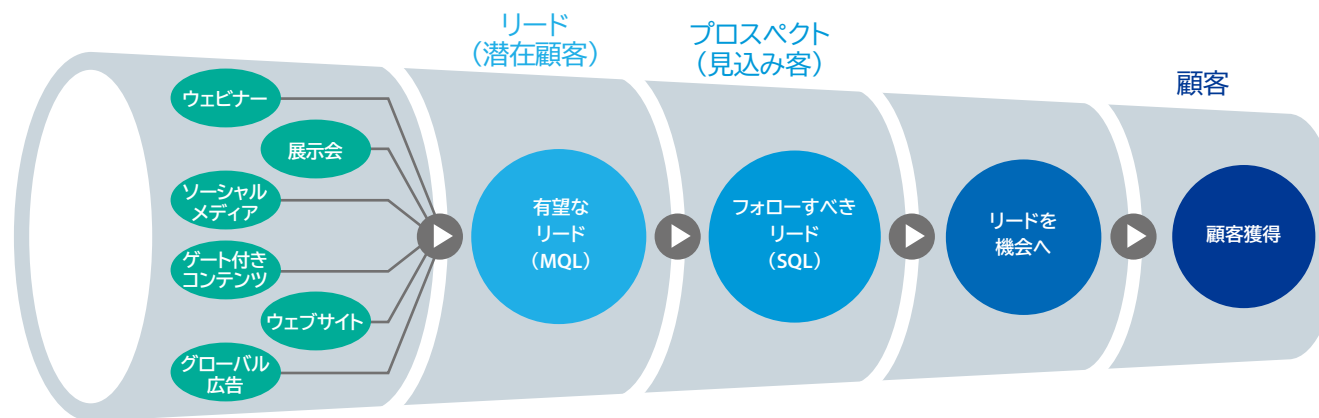 リード
（潜在顧客）
プロスペクト
（見込み客）
顧客
ウェビナー
展示会
ソーシャル
メディア
ゲート付き
コンテンツ
ウェブサイト
グローバル
広告
有望な
リード
（MQL）
フォローすべき
リード
（SQL）
リードを
機会へ
顧客獲得